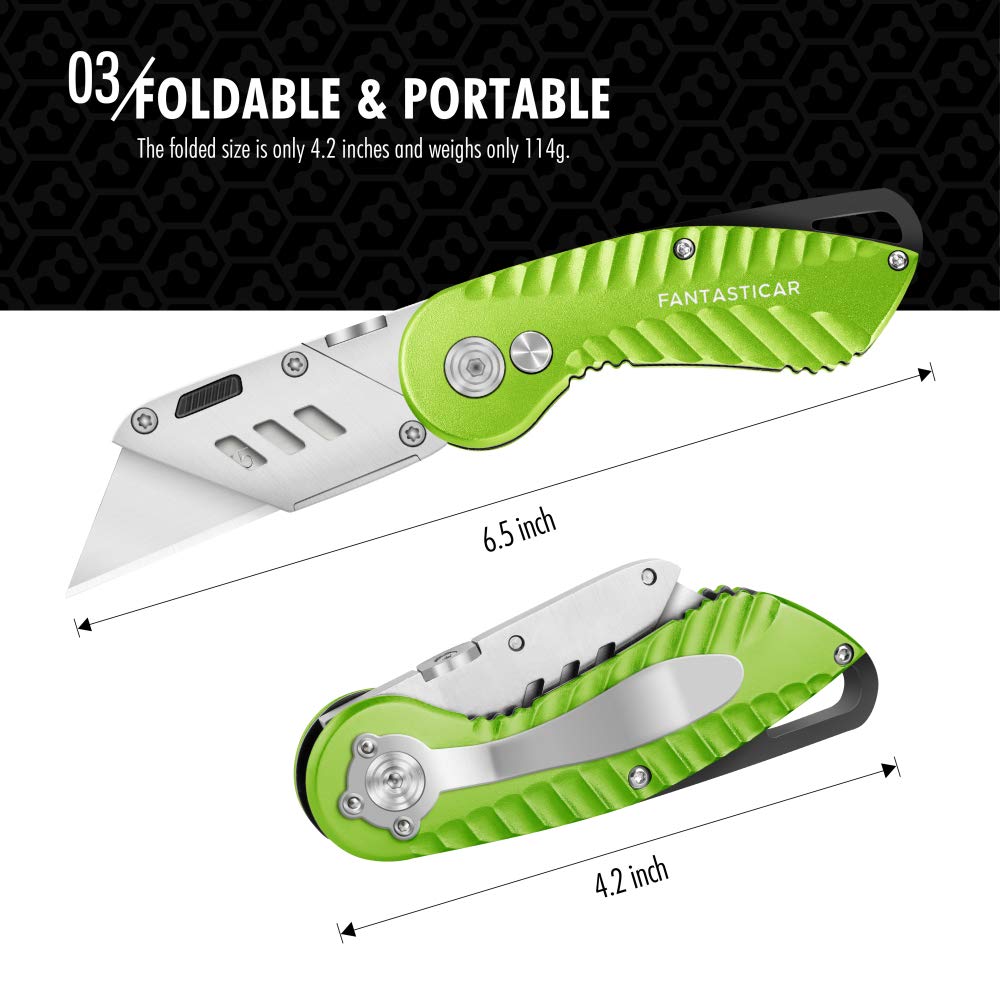 03/FOLDABLE & PORTABLE
The folded size is only 4.2 inches and weighs only 114g.
FANTASTICAR
6.5 inch
4.2 inch